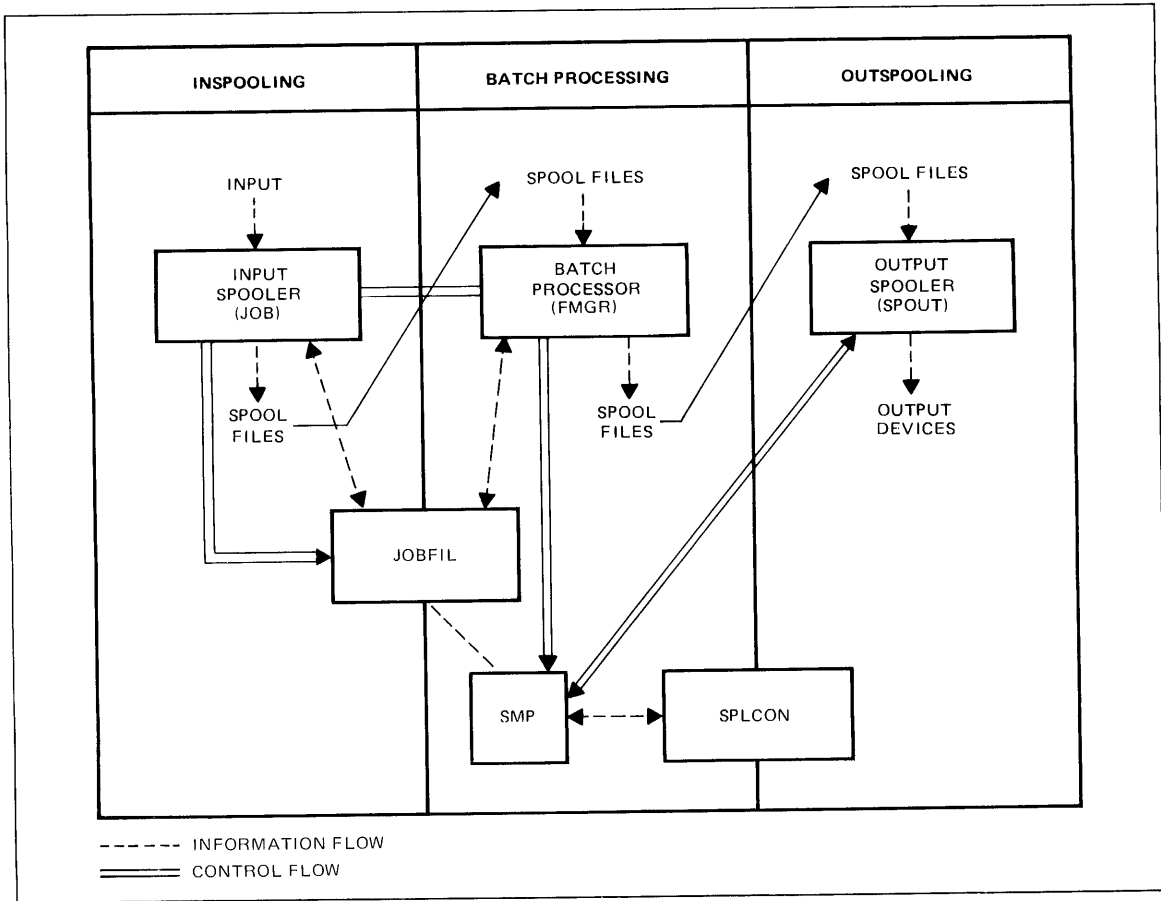 INSPOOLING
BATCH PROCESSING
OUTSPOOLING
INPUT
SPOOL FILES
SPOOL FILES
INPUT
SPOOLER
(JOB)
BATCH
PROCESSOR
(FMGR)
OUTPUT
SPOOLER
(SPOUT)
SPOOL
FILES
SPOOL
FILES
OUTPUT
DEVICES
JOBFIL
SMP
SPLCON
INFORMATION FLOW
CONTROL FLOW